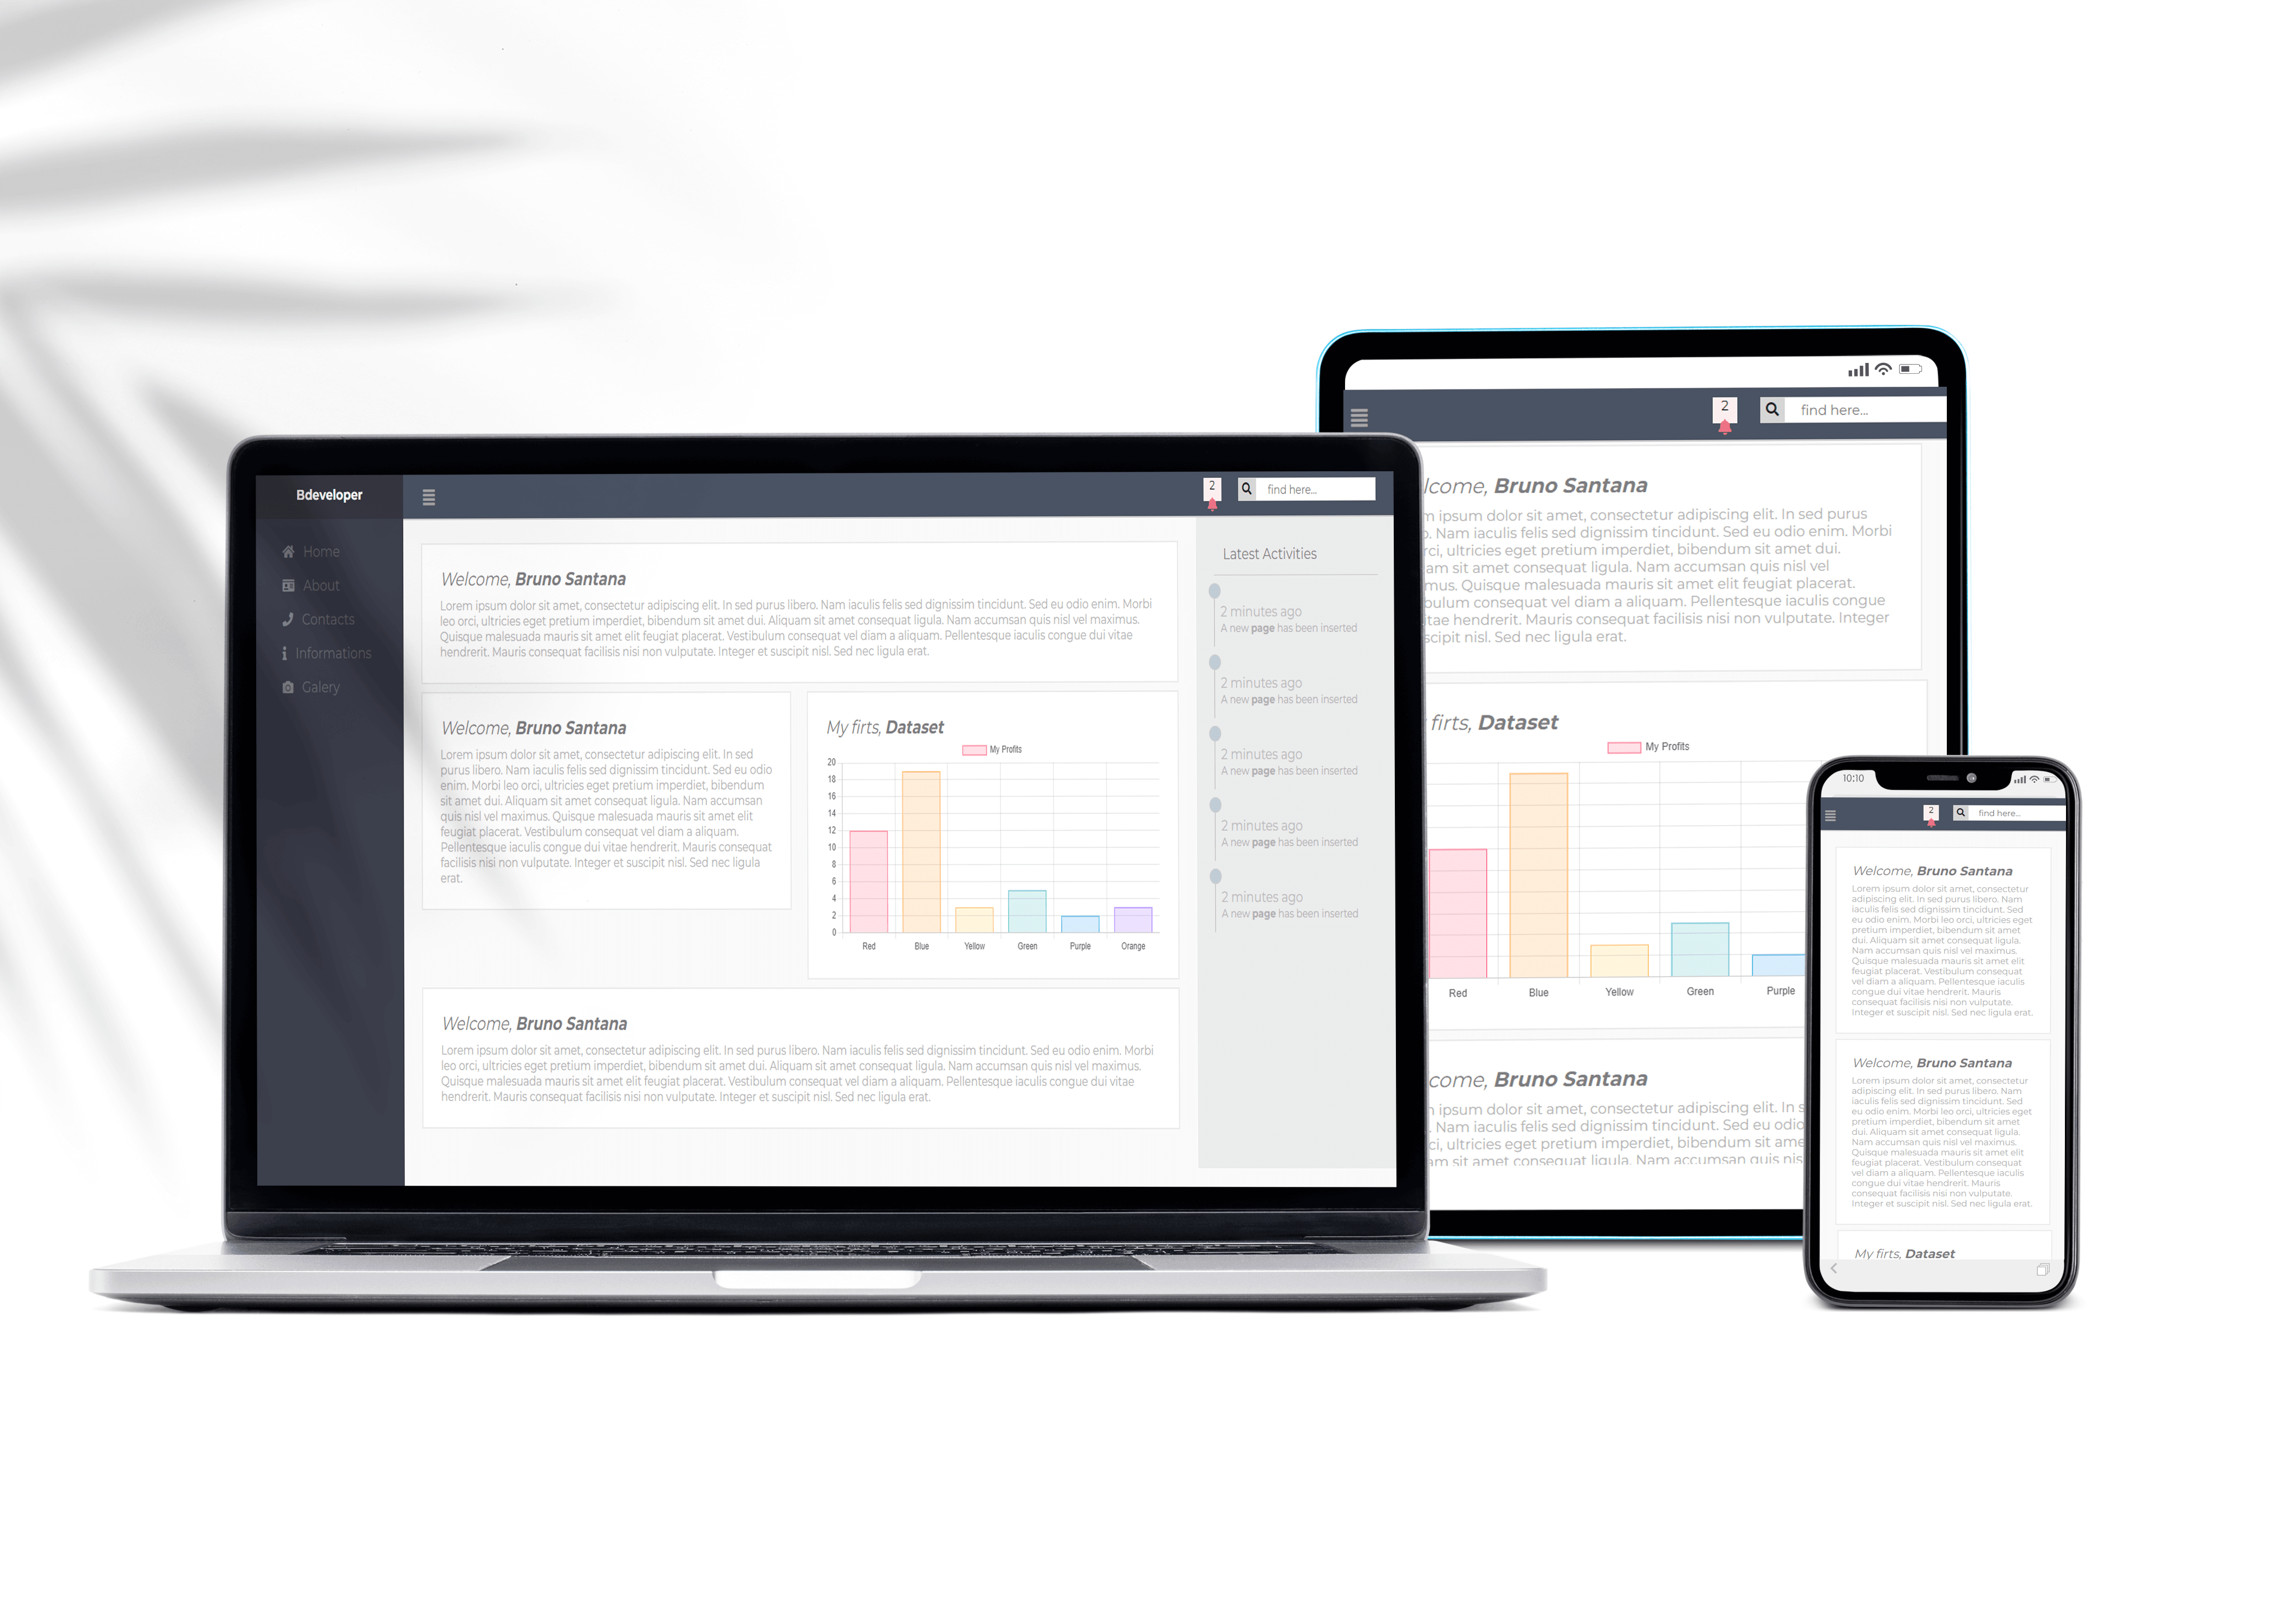 Bdeveloper
2
find here...
Home
About
Contacts
Informations
Galery
Welcome, Bruno Santana
Lorem ipsum dolor sit amet, consectetur adipiscing elit. In sed purus libero. Nam iaculis felis sed dignissim tincidunt. Sed eu odio enim. Morbi
leo orci, ultricies eget pretium imperdiet, bibendum sit amet dui. Aliquam sit amet consequat ligula. Nam accumsan quis nisl vel maximus.
Quisque malesuada mauris sit amet elit feugiat placerat. Vestibulum consequat vel diam a aliquam. Pellentesque iaculis congue dui vitae
hendrerit. Mauris consequat facilisis nisi non vulputate. Integer et suscipit nisl. Sed nec ligula erat.
Welcome, Bruno Santana
Lorem ipsum dolor sit amet, consectetur adipiscing elit. In sed
purus libero. Nam iaculis felis sed dignissim tincidunt. Sed eu odio
enim. Morbi leo orci, ultricies eget pretium imperdiet, bibendum
sit amet dui. Aliquam sit amet consequat ligula. Nam accumsan
quis nisl vel maximus. Quisque malesuada mauris sit amet elit
feugiat placerat. Vestibulum consequat vel diam a aliquam.
Pellentesque iaculis congue dui vitae hendrerit. Mauris consequat
facilisis nisi non vulputate. Integer et suscipit nisl. Sed nec ligula
erat.
My firts, Dataset
My Profits
20
18
16
14
12
10
8
6
4
2
0
Red Blue Yellow Green Purple Orange
Welcome, Bruno Santana
Lorem ipsum dolor sit amet, consectetur adipiscing elit. In sed purus libero. Nam iaculis felis sed dignissim tincidunt. Sed eu odio enim. Morbi
leo orci, ultricies eget pretium imperdiet, bibendum sit amet dui. Aliquam sit amet consequat ligula. Nam accumsan quis nisl vel maximus.
Quisque malesuada mauris sit amet elit feugiat placerat. Vestibulum consequat vel diam a aliquam. Pellentesque iaculis congue dui vitae
hendrerit. Mauris consequat facilisis nisi non vulputate. Integer et suscipit nisl. Sed nec ligula erat.
Latest Activities
2 minutes ago
A new page has been inserted
2 minutes ago
A new page has been inserted
2 minutes ago
A new page has been inserted
2 minutes ago
A new page has been inserted
2 minutes ago
A new page has been inserted
2
find here...
lcome, Bruno Santana
m ipsum dolor sit amet, consectetur adipiscing elit. In sed purus
o. Nam iaculis felis sed dignissim tincidunt. Sed eu odio enim. Morbi
rci, ultricies eget pretium imperdiet, bibendum sit amet dui.
am sit amet consequat ligula. Nam accumsan quis nisl vel
mus. Quisque malesuada mauris sit amet elit feugiat placerat.
bulum consequat vel diam a aliquam. Pellentesque iaculis congue
itae hendrerit. Mauris consequat facilisis nisi non vulputate. Integer
scipit nisl. Sed nec ligula erat.
firts, Dataset
My Profits
Red Blue Yellow Green Purple
come, Bruno Santana
n ipsum dolor sit amet, consectetur adipiscing elit. In s
. Nam iaculis felis sed dignissim tincidunt. Sed eu odio
ci, ultricies eget pretium imperdiet, bibendum sit ame
am sit amet consequat ligula. Nam accumsan quis nis
10:10
2
find here...
Welcome, Bruno Santana
Lorem ipsum dolor sit amet, consectetur
adipiscing elit. In sed purus libero. Nam
iaculis felis sed dignissim tincidunt. Sed
eu odio enim. Morbi leo orci, ultricies eget
pretium imperdiet, bibendum sit amet
dui. Aliquam sit amet consequat ligula.
Nam accumsan quis nisl vel maximus.
Quisque malesuada mauris sit amet elit
feugiat placerat. Vestibulum consequat
vel diam a aliquam. Pellentesque iaculis
congue dui vitae hendrerit. Mauris
consequat facilisis nisi non vulputate.
Integer et suscipit nisl. Sed nec ligula erat.
Welcome, Bruno Santana
Lorem ipsum dolor sit amet, consectetur
adipiscing elit. In sed purus libero. Nam
iaculis felis sed dignissim tincidunt. Sed
eu odio enim. Morbi leo orci, ultricies eget
pretium imperdiet, bibendum sit amet
dui. Aliquam sit amet consequat ligula.
Nam accumsan quis nisl vel maximus.
Quisque malesuada mauris sit amet elit
feugiat placerat. Vestibulum consequat
vel diam a aliquam. Pellentesque iaculis
congue dui vitae hendrerit. Mauris
consequat facilisis nisi non vulputate.
Integer et suscipit nisl. Sed nec ligula erat.
My firts, Dataset